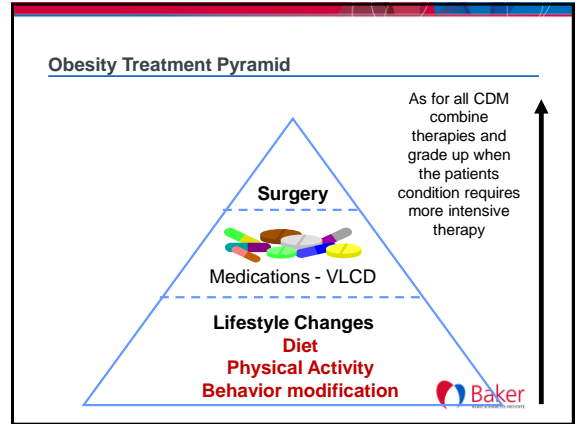 Obesity Treatment Pyramid
As for all CDM
combine
therapies and
grade up when
the patients
condition requires
more intensive
therapy
Surgery
Medications - VLCD
Lifestyle Changes
Diet
Physical Activity
Behavior modification
Baker